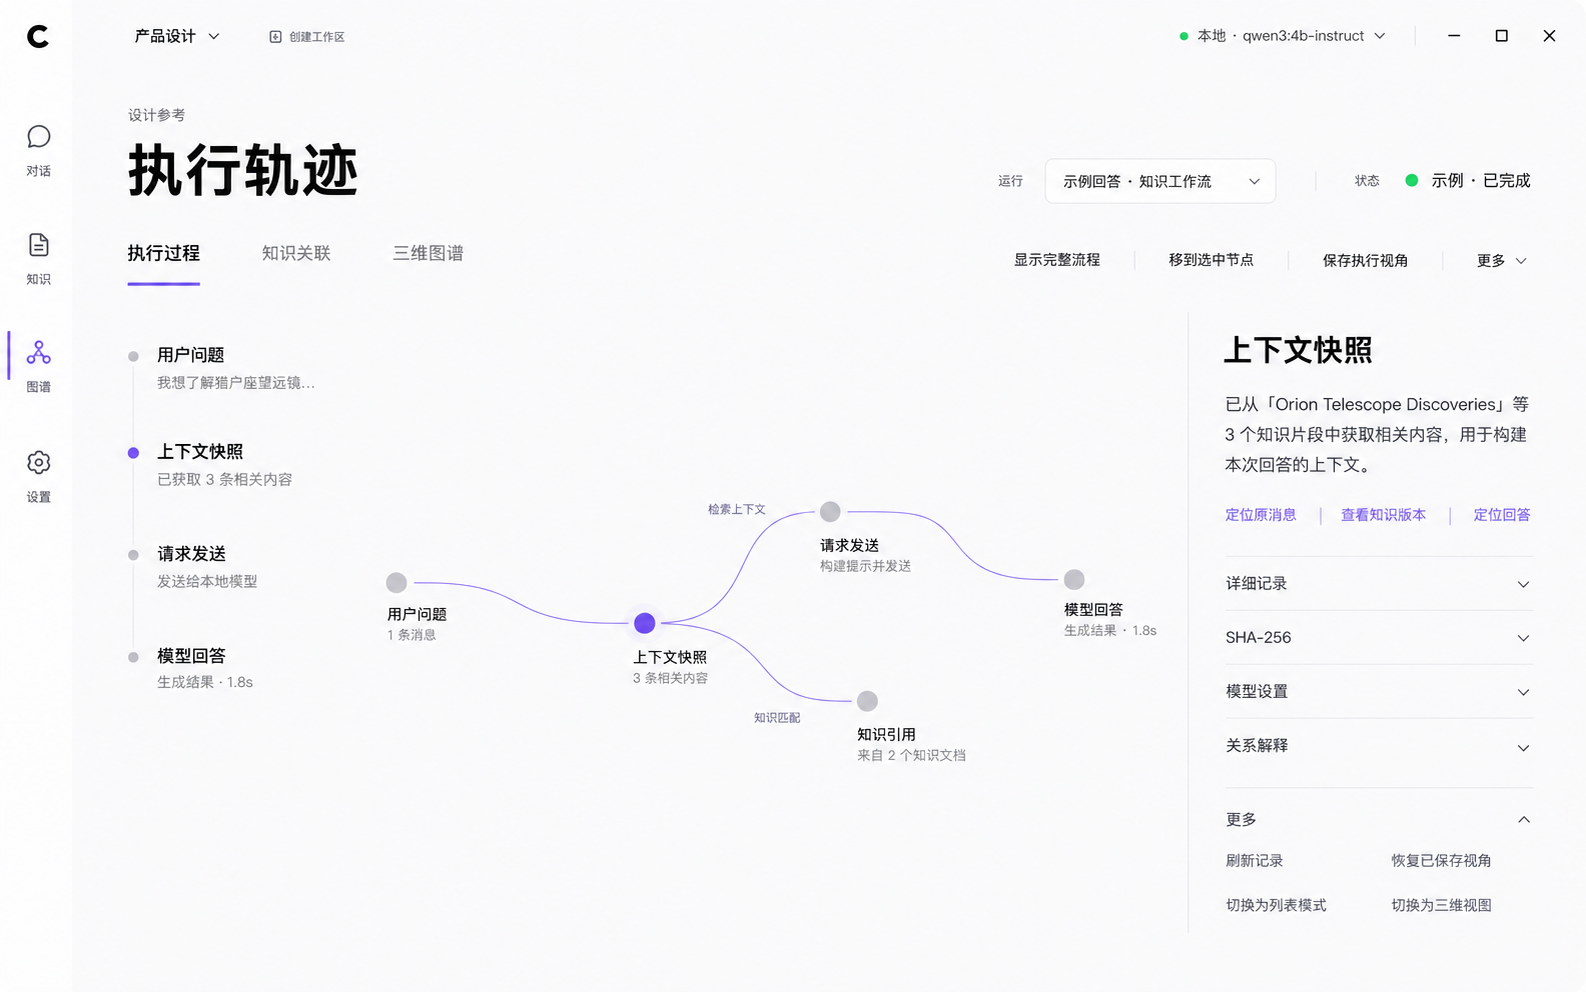 C
产品设计
创建工作区
本地 · qwen3:4b-instruct
对话
知识
图谱
设置
设计参考
执行轨迹
运行
示例回答 · 知识工作流
状态
示例 · 已完成
执行过程
知识关联
三维图谱
显示完整流程
移到选中节点
保存执行视角
更多
用户问题
我想了解猎户座望远镜...
上下文快照
已获取 3 条相关内容
请求发送
发送给本地模型
模型回答
生成结果 · 1.8s
用户问题
1 条消息
上下文快照
3 条相关内容
检索上下文
请求发送
构建提示并发送
知识匹配
知识引用
来自 2 个知识文档
模型回答
生成结果 · 1.8s
上下文快照
已从「Orion Telescope Discoveries」等
3 个知识片段中获取相关内容，用于构建
本次回答的上下文。
定位原消息
查看知识版本
定位回答
详细记录
SHA-256
模型设置
关系解释
更多
刷新记录
恢复已保存视角
切换为列表模式
切换为三维视图